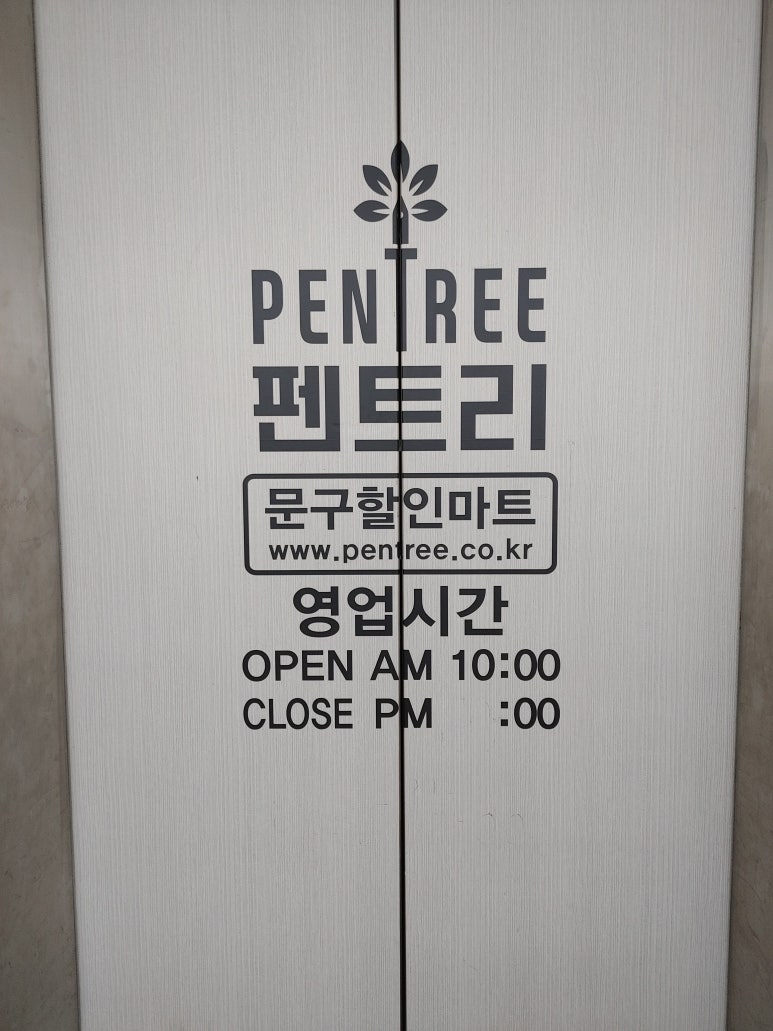 PENTREE
펜트리
문구할인마트
www.pentree.co.kr
영업시간
OPEN AM 10:00
CLOSE PM :00